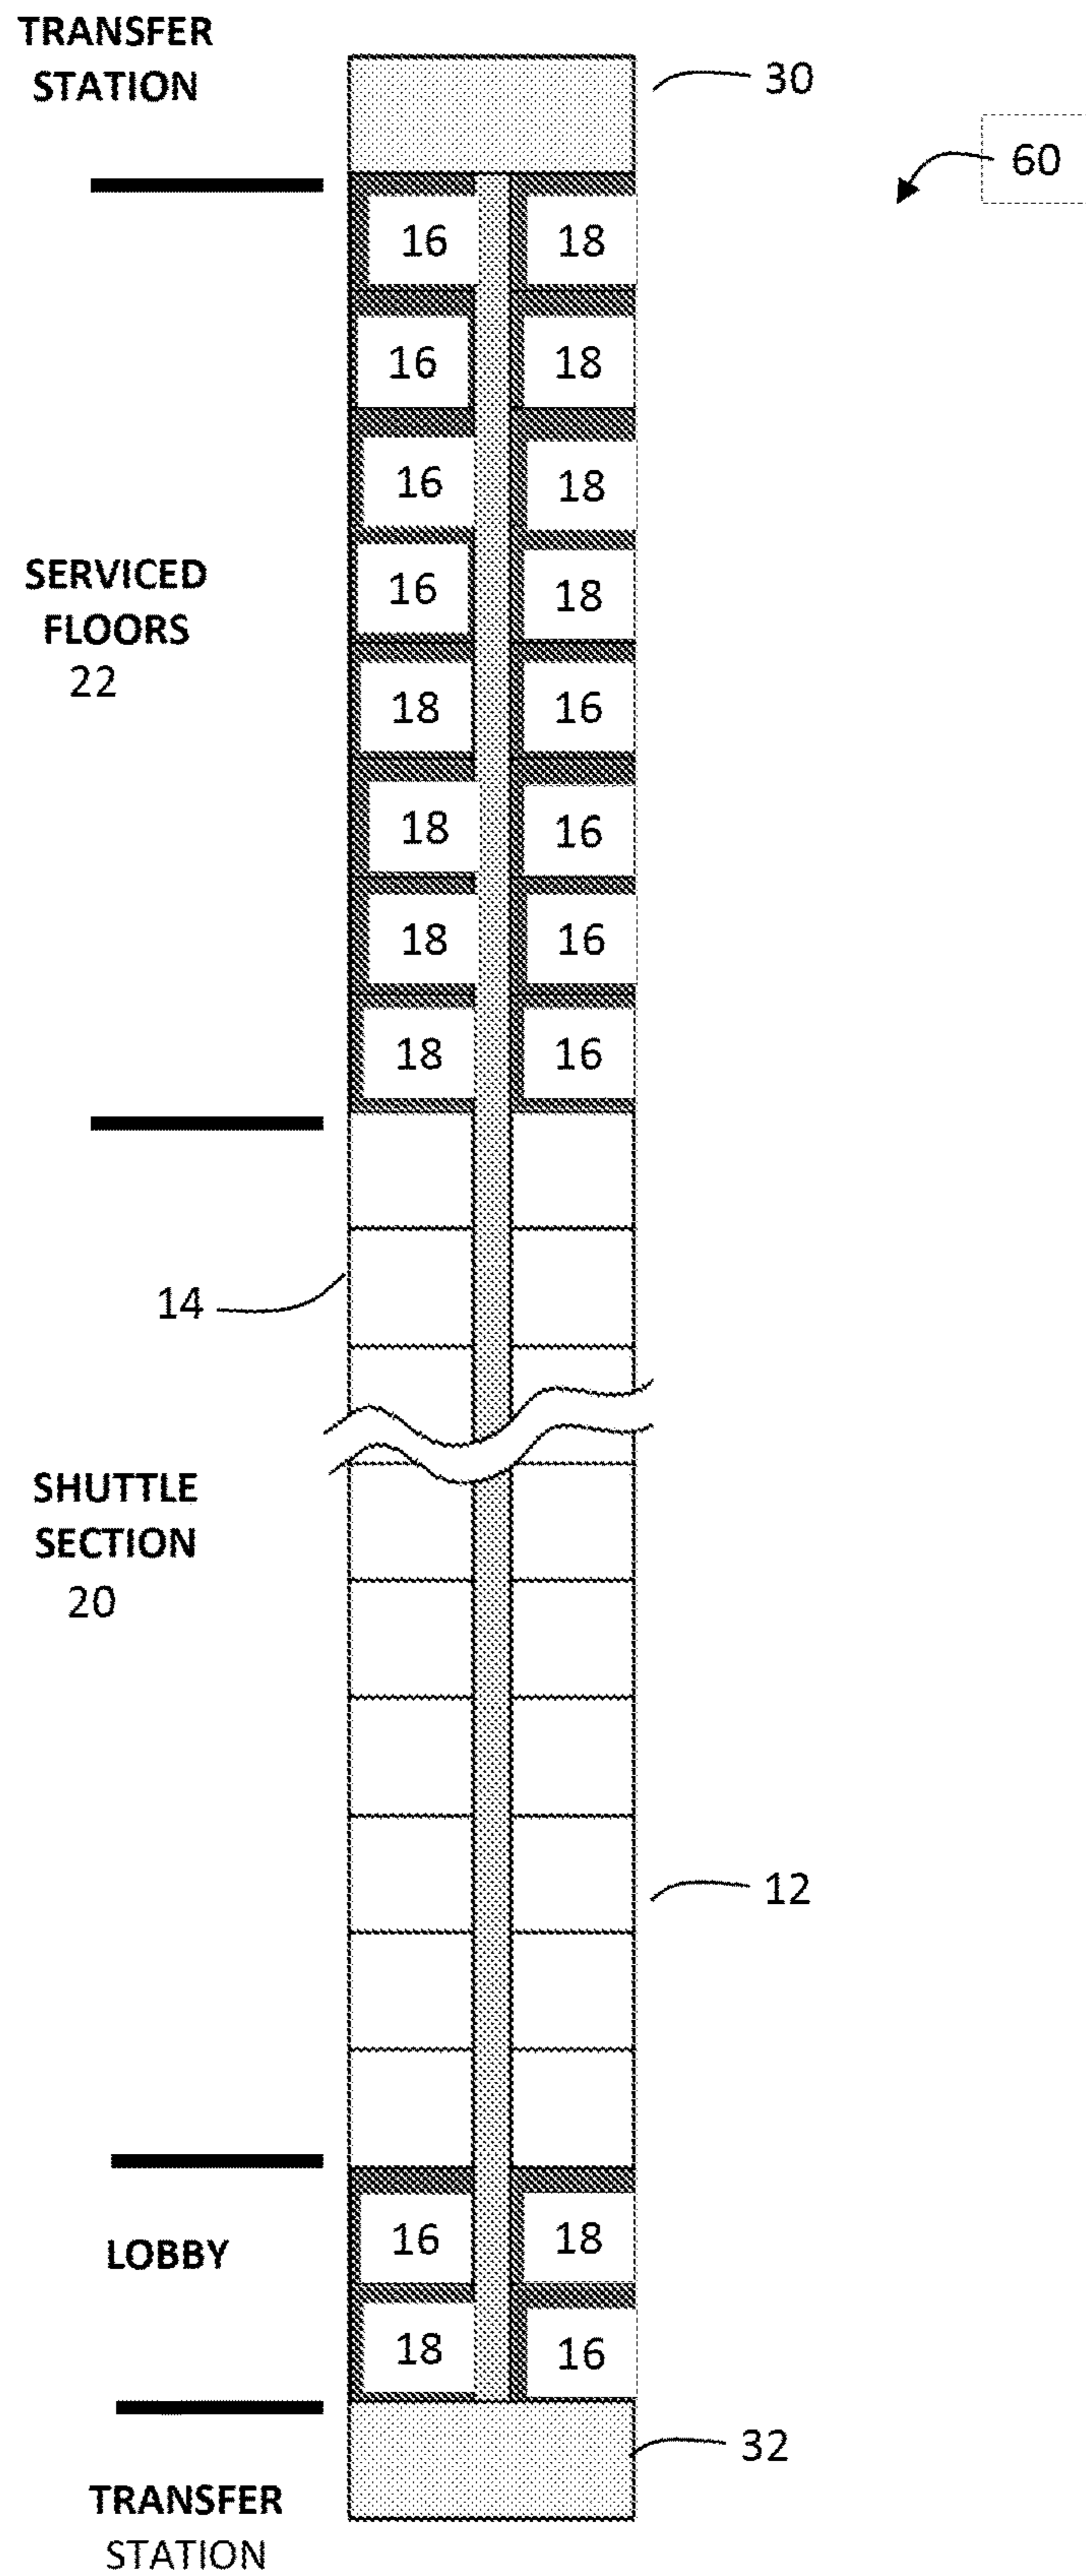 TRANSFER
STATION
30
60
16 18
16 18
16 18
SERVICED
FLOORS
22
16 18
18 16
18 16
18 16
18 16
14
SHUTTLE
SECTION
20
12
LOBBY
16 18
18 16
32
TRANSFER
STATION